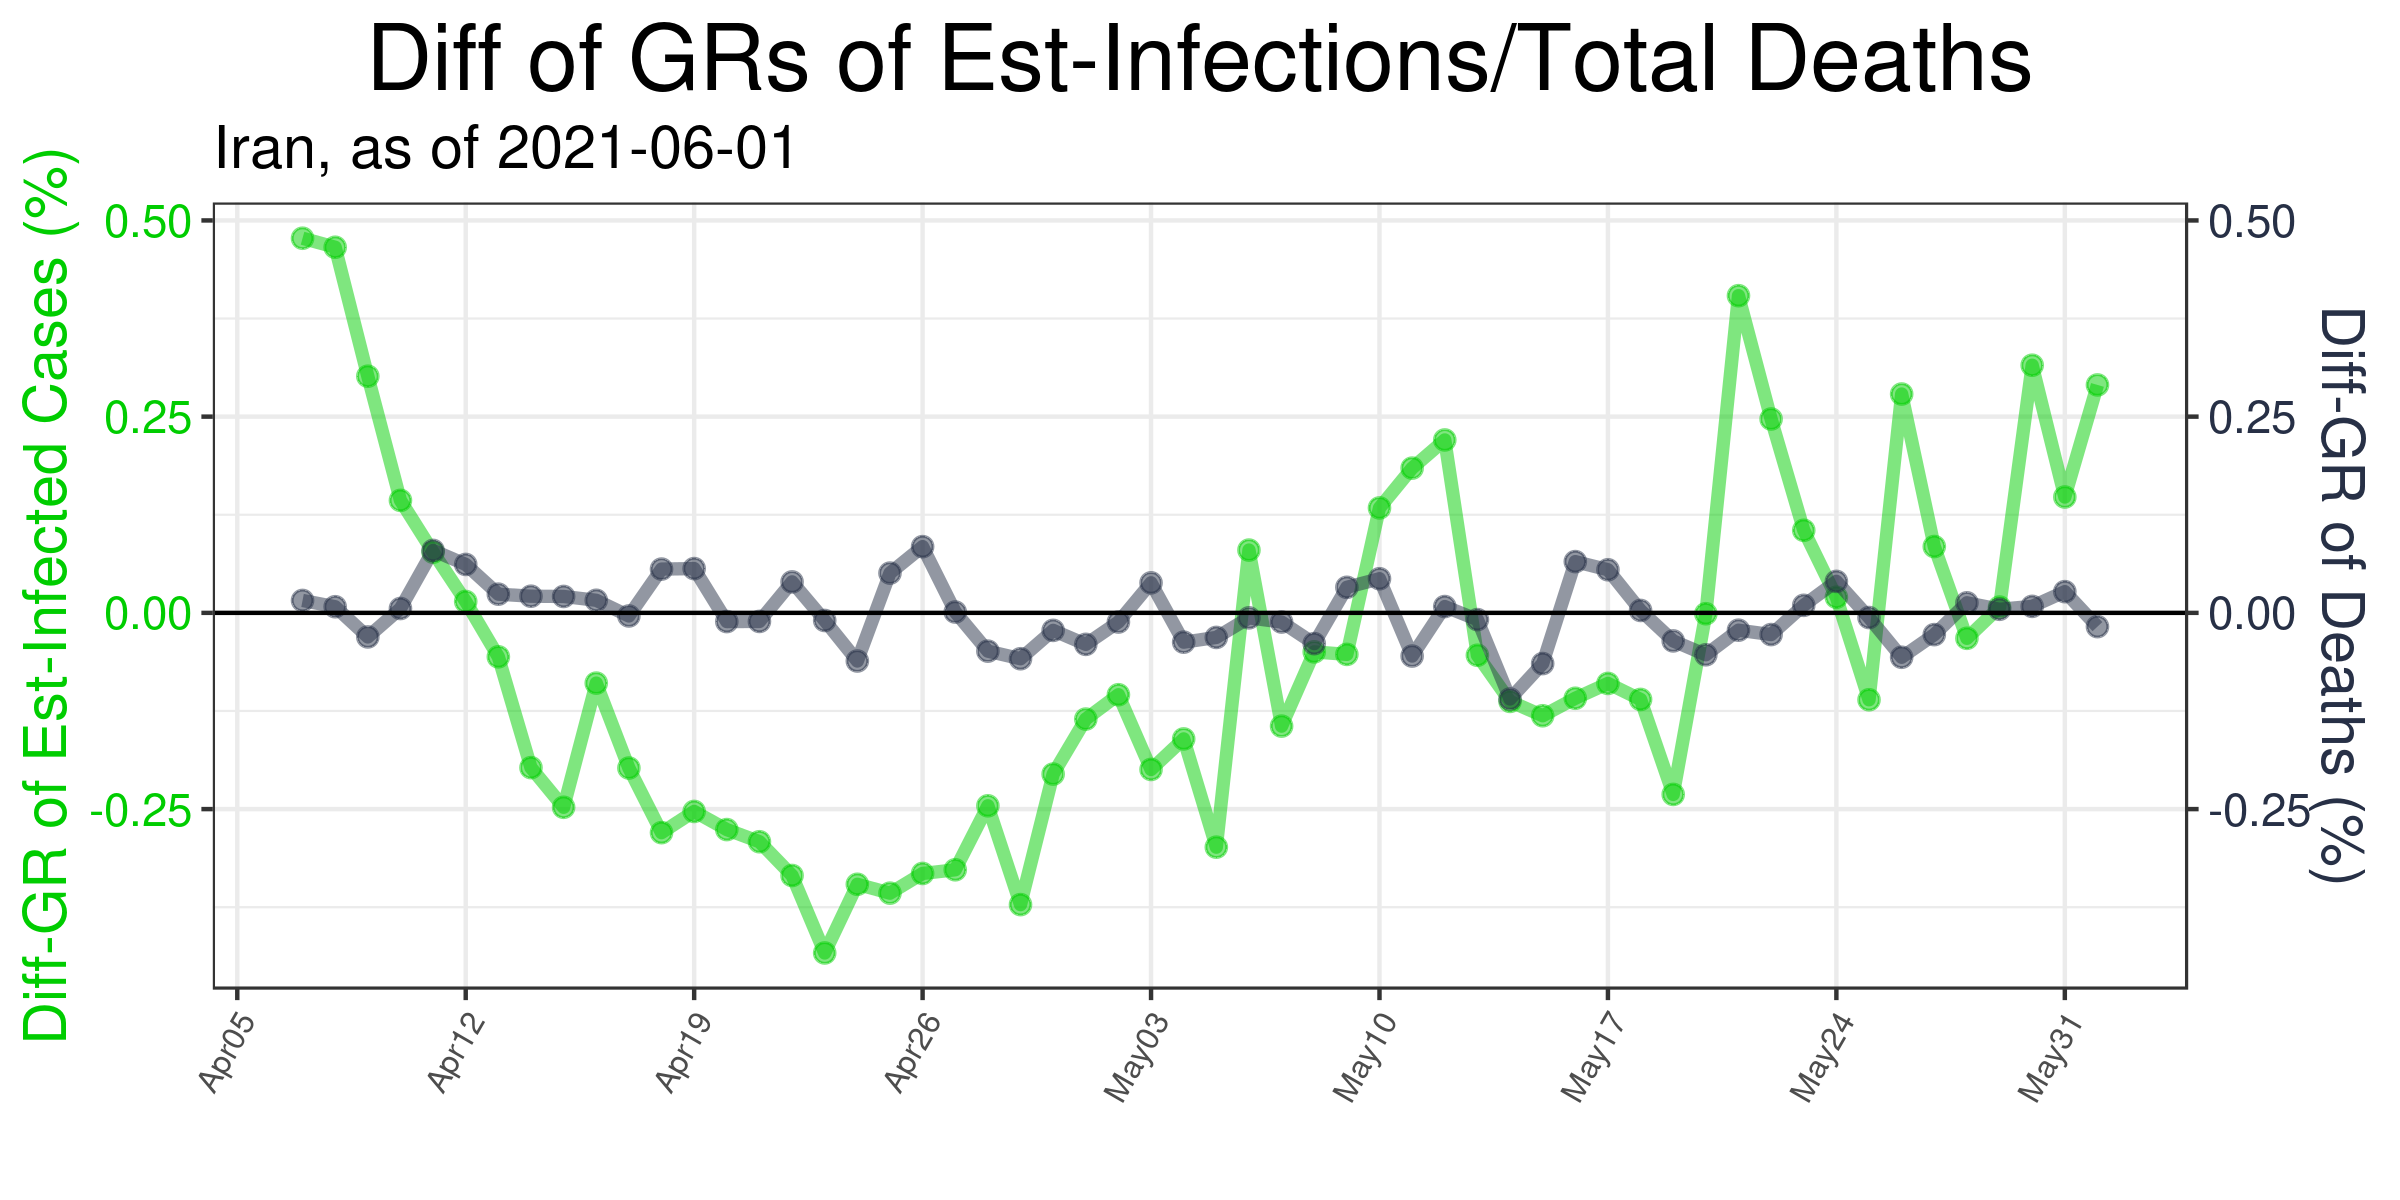 Diff of GRs of Est-Infections/Total Deaths
Iran, as of 2021-06-01
Diff-GR of Est-Infected Cases (%)
0.50
0.25
0.00
-0.25
0.50
0.25
0.00
-0.25
Diff-GR of Deaths (%)
Apr05
Apr12
Apr19
Apr26
May03
May10
May17
May24
May31